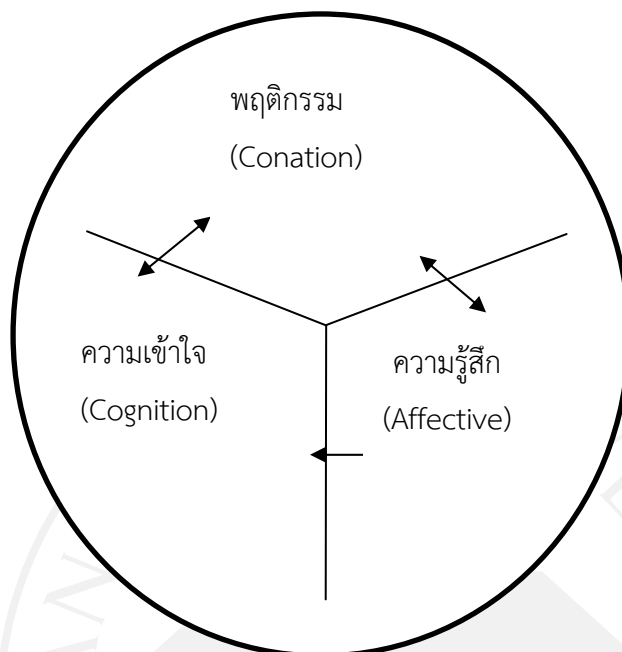 พฤติกรรม
(Conation)
ความเข้าใจ
(Cognition)
ความรู้สึก
(Affective)